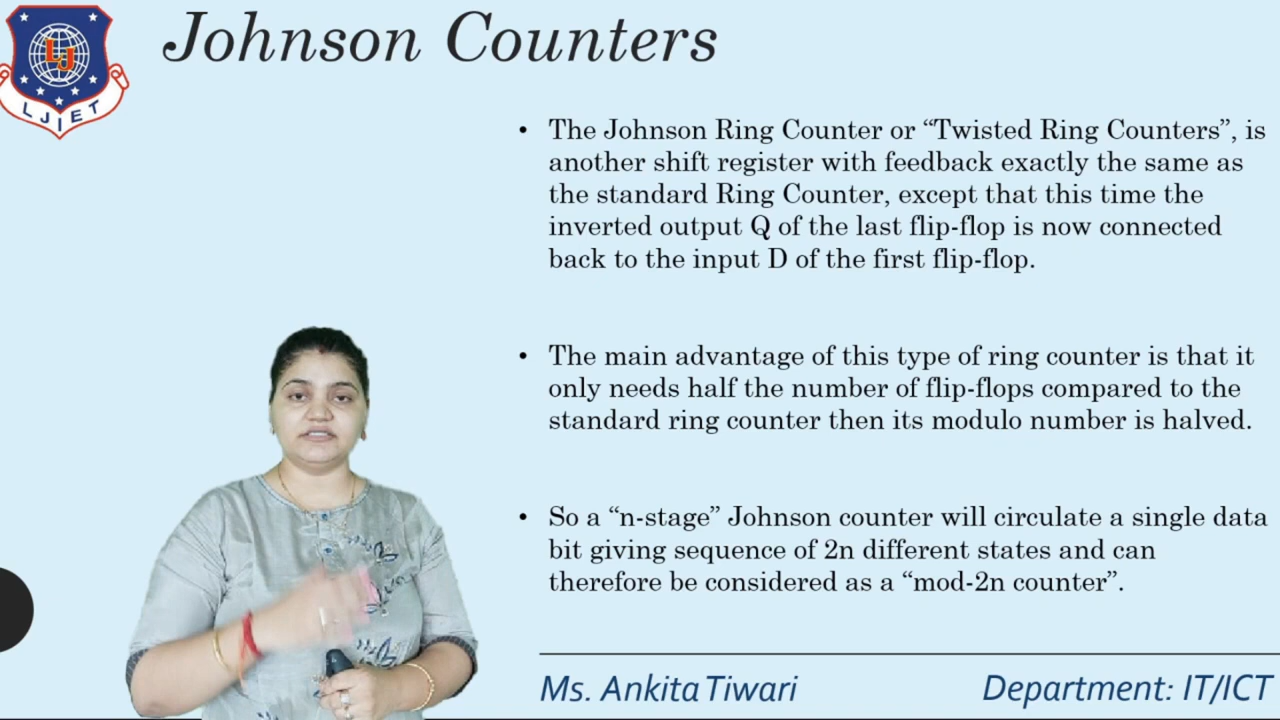 Johnson Counters
LJIET
LJ
• The Johnson Ring Counter or “Twisted Ring Counters”, is
another shift register with feedback exactly the same as
the standard Ring Counter, except that this time the
inverted output Q of the last flip-flop is now connected
back to the input D of the first flip-flop.
• The main advantage of this type of ring counter is that it
only needs half the number of flip-flops compared to the
standard ring counter then its modulo number is halved.
• So a “n-stage” Johnson counter will circulate a single data
bit giving sequence of 2n different states and can
therefore be considered as a “mod-2n counter”.
Ms. Ankita Tiwari
Department: IT/ICT